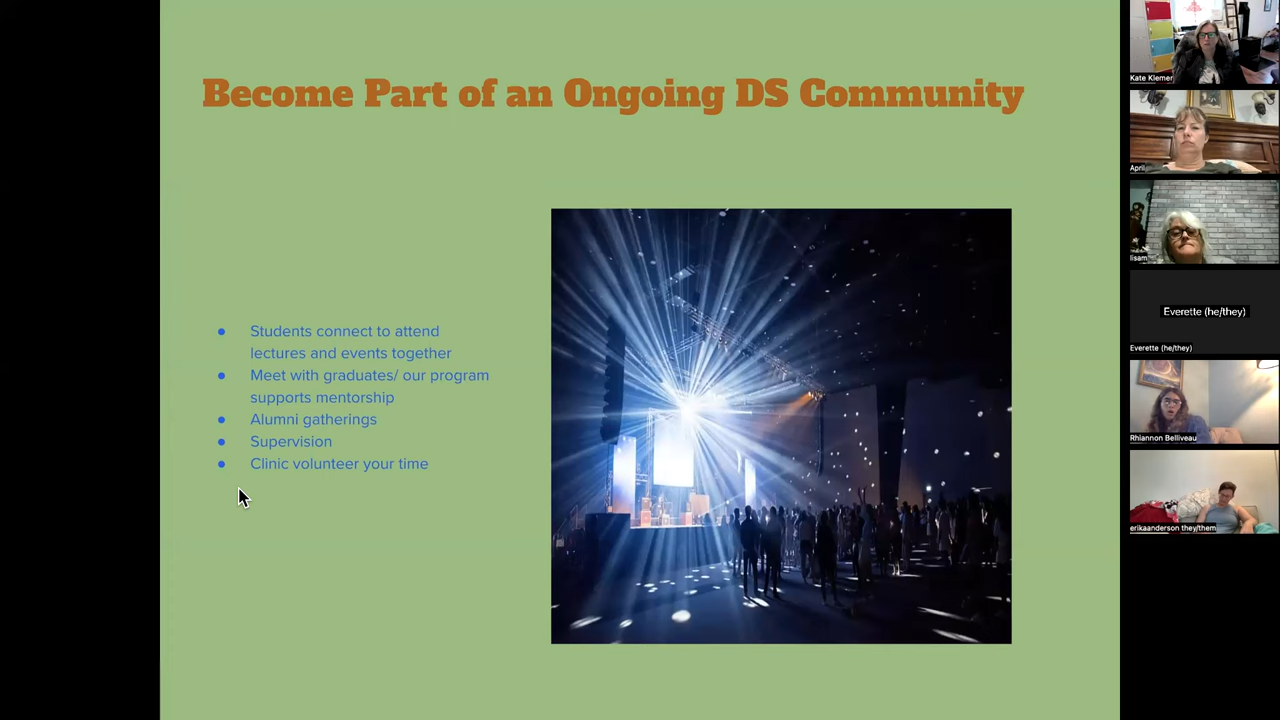 Become Part of an Ongoing DS Community
● Students connect to attend
lectures and events together
● Meet with graduates/ our program
supports mentorship
● Alumni gatherings
● Supervision
● Clinic volunteer your time
Kate Klemer
April
lisam
Everette (he/they)
Everette (he/they)
Rhiannon Belliveau
erikaanderson they/them